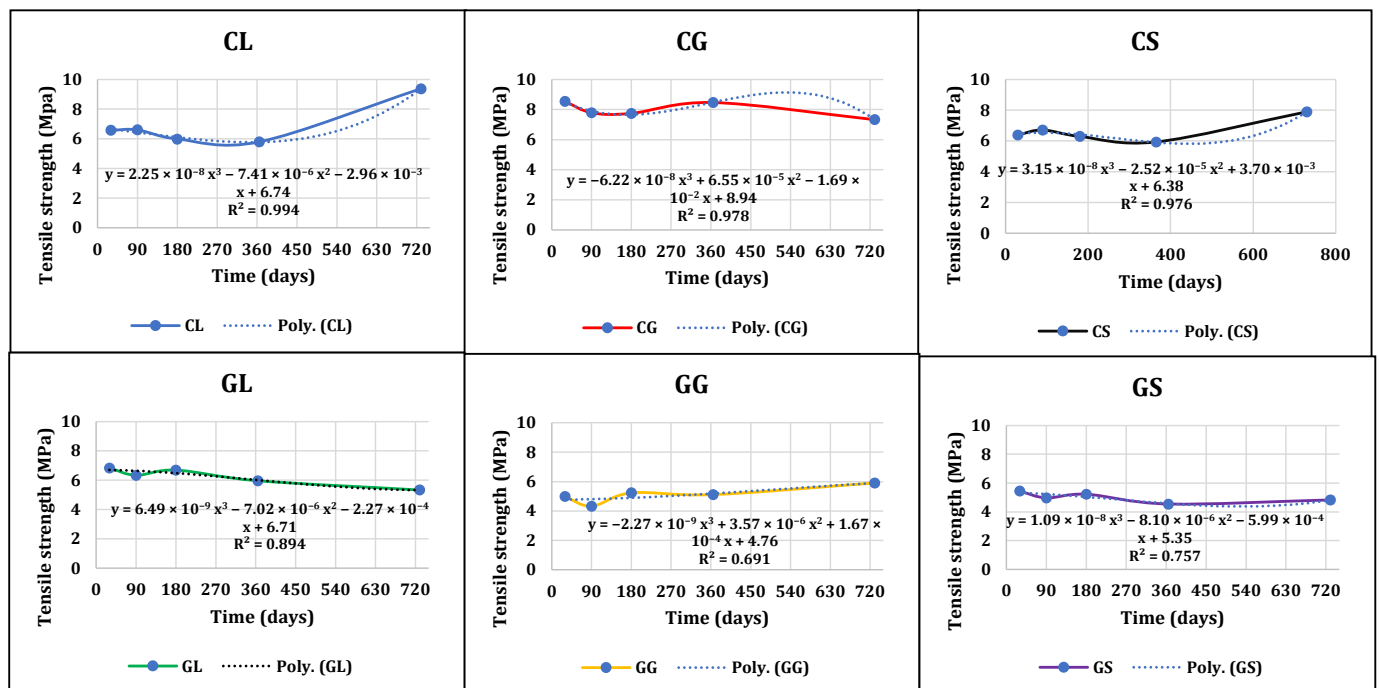 CL
Tensile strength (Mpa)
10
8
6
4
2
0
y = 2.25 × 10⁻⁸ x³ − 7.41 × 10⁻⁶ x² − 2.96 × 10⁻³
x + 6.74
R² = 0.994
0 90 180 270 360 450 540 630 720
Time (days)
CL Poly. (CL)
CG
Tensile strength (MPa)
10
8
6
4
2
0
y = −6.22 × 10⁻⁸ x³ + 6.55 × 10⁻⁵ x² − 1.69 ×
10⁻² x + 8.94
R² = 0.978
0 90 180 270 360 450 540 630 720
Time (days)
CG Poly. (CG)
CS
Tensile strength (MPa)
10
8
6
4
2
0
y = 3.15 × 10⁻⁸ x³ − 2.52 × 10⁻⁵ x² + 3.70 × 10⁻³
x + 6.38
R² = 0.976
0 200 400 600 800
Time (days)
CS Poly. (CS)
GL
Tensile strength (MPa)
10
8
6
4
2
0
y = 6.49 × 10⁻⁹ x³ − 7.02 × 10⁻⁶ x² − 2.27 × 10⁻⁴
x + 6.71
R² = 0.894
0 90 180 270 360 450 540 630 720
Time (days)
GL Poly. (GL)
GG
Tensile strength (MPa)
10
8
6
4
2
0
y = −2.27 × 10⁻⁹ x³ + 3.57 × 10⁻⁶ x² + 1.67 ×
10⁻⁴ x + 4.76
R² = 0.691
0 90 180 270 360 450 540 630 720
Time (days)
GG Poly. (GG)
GS
Tensile strength (MPa)
10
8
6
4
2
0
y = 1.09 × 10⁻⁸ x³ − 8.10 × 10⁻⁶ x² − 5.99 × 10⁻⁴
x + 5.35
R² = 0.757
0 90 180 270 360 450 540 630 720
Time (days)
GS Poly. (GS)